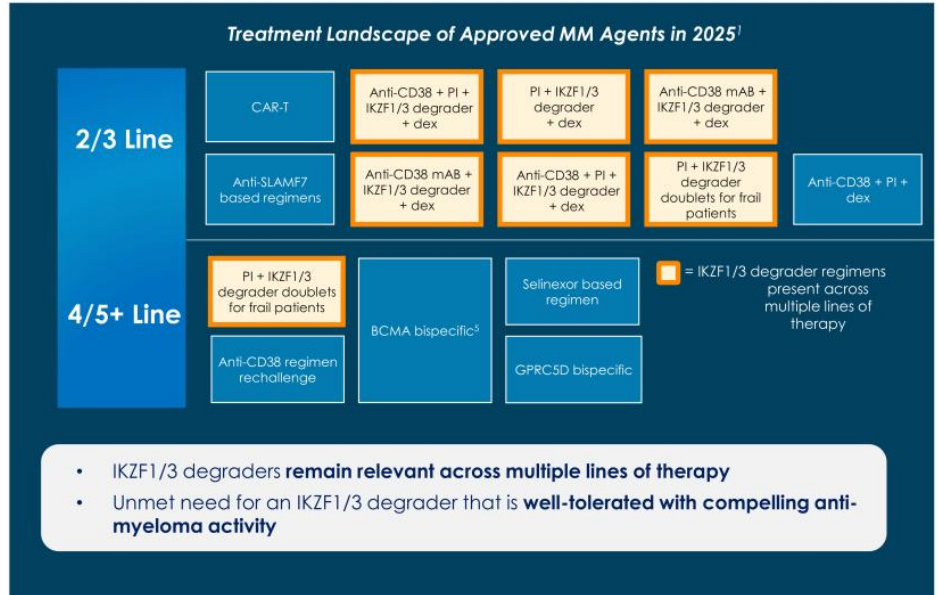 Treatment Landscape of Approved MM Agents in 2025¹
2/3 Line
CAR-T
Anti-CD38 + PI +
IKZF1/3 degrader
+ dex
PI + IKZF1/3
degrader
+ dex
Anti-CD38 mAB +
IKZF1/3 degrader
+ dex
Anti-SLAMF7
based regimens
Anti-CD38 mAB +
IKZF1/3 degrader
+ dex
Anti-CD38 + PI +
IKZF1/3 degrader
+ dex
PI + IKZF1/3
degrader
doublets for frail
patients
Anti-CD38 + PI +
dex
4/5+ Line
PI + IKZF1/3
degrader doublets
for frail patients
Anti-CD38 regimen
rechallenge
BCMA bispecific⁵
Selinexor based
regimen
GPRC5D bispecific
= IKZF1/3 degrader regimens
present across
multiple lines of
therapy
• IKZF1/3 degraders remain relevant across multiple lines of therapy
• Unmet need for an IKZF1/3 degrader that is well-tolerated with compelling anti-
myeloma activity